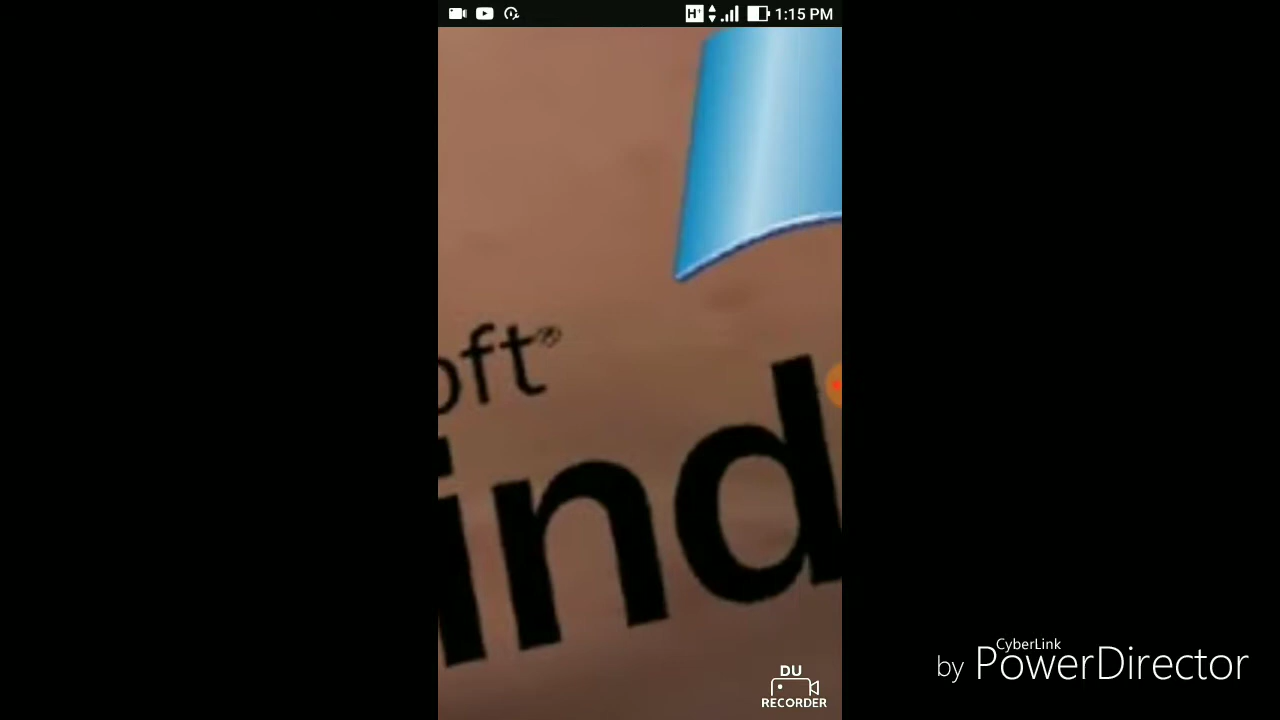 H+ 1:15 PM
oft®
ind
DU
RECORDER
CyberLink
by PowerDirector